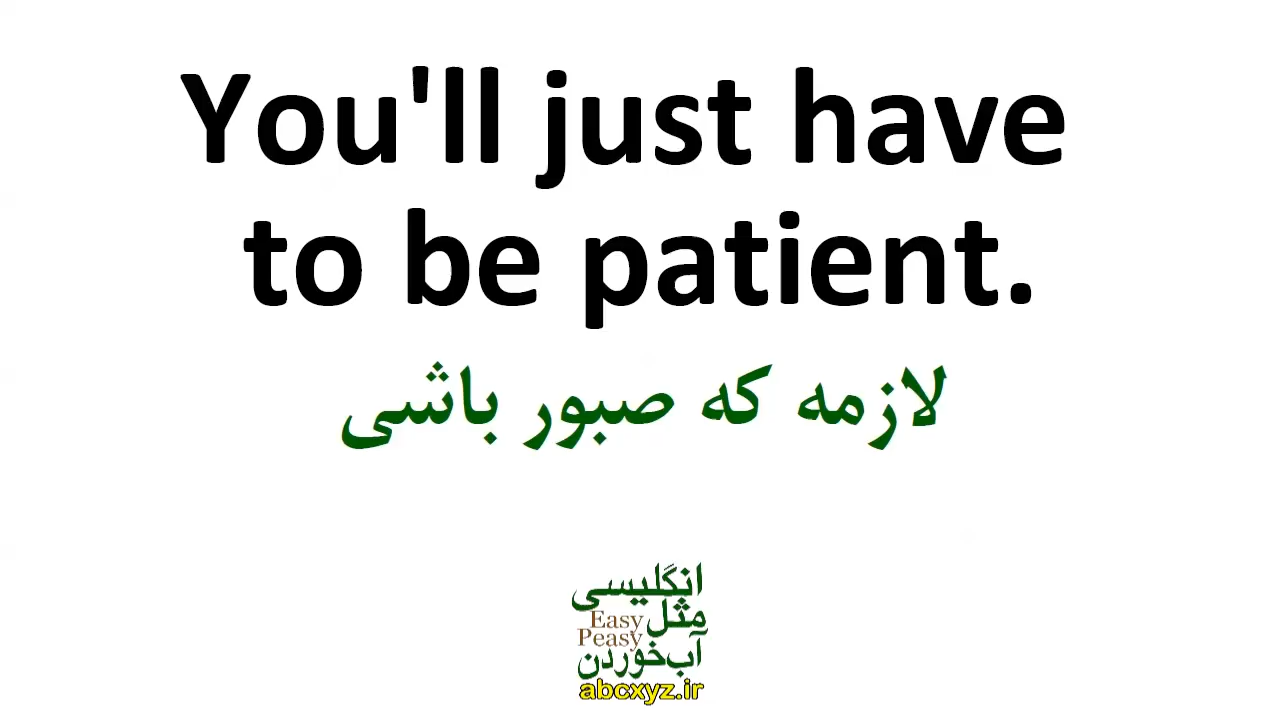 You'll just have
to be patient.
لازمه که صبور باشی
انگلیسی
مثل
Easy
Peasy
آب‌خوردن
abcxyz.ir